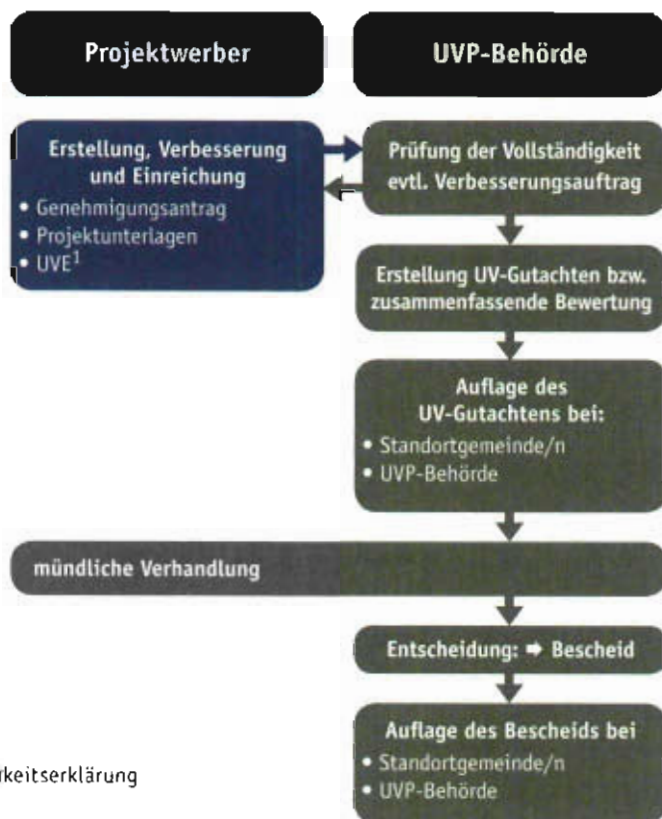 Projektwerber
UVP-Behörde
Erstellung, Verbesserung
und Einreichung
• Genehmigungsantrag
• Projektunterlagen
• UVE¹
Prüfung der Vollständigkeit
evtl. Verbesserungsauftrag
Erstellung UV-Gutachten bzw.
zusammenfassende Bewertung
Auflage des
UV-Gutachtens bei:
• Standortgemeinde/n
• UVP-Behörde
mündliche Verhandlung
Entscheidung: ➡ Bescheid
Auflage des Bescheids bei
• Standortgemeinde/n
• UVP-Behörde